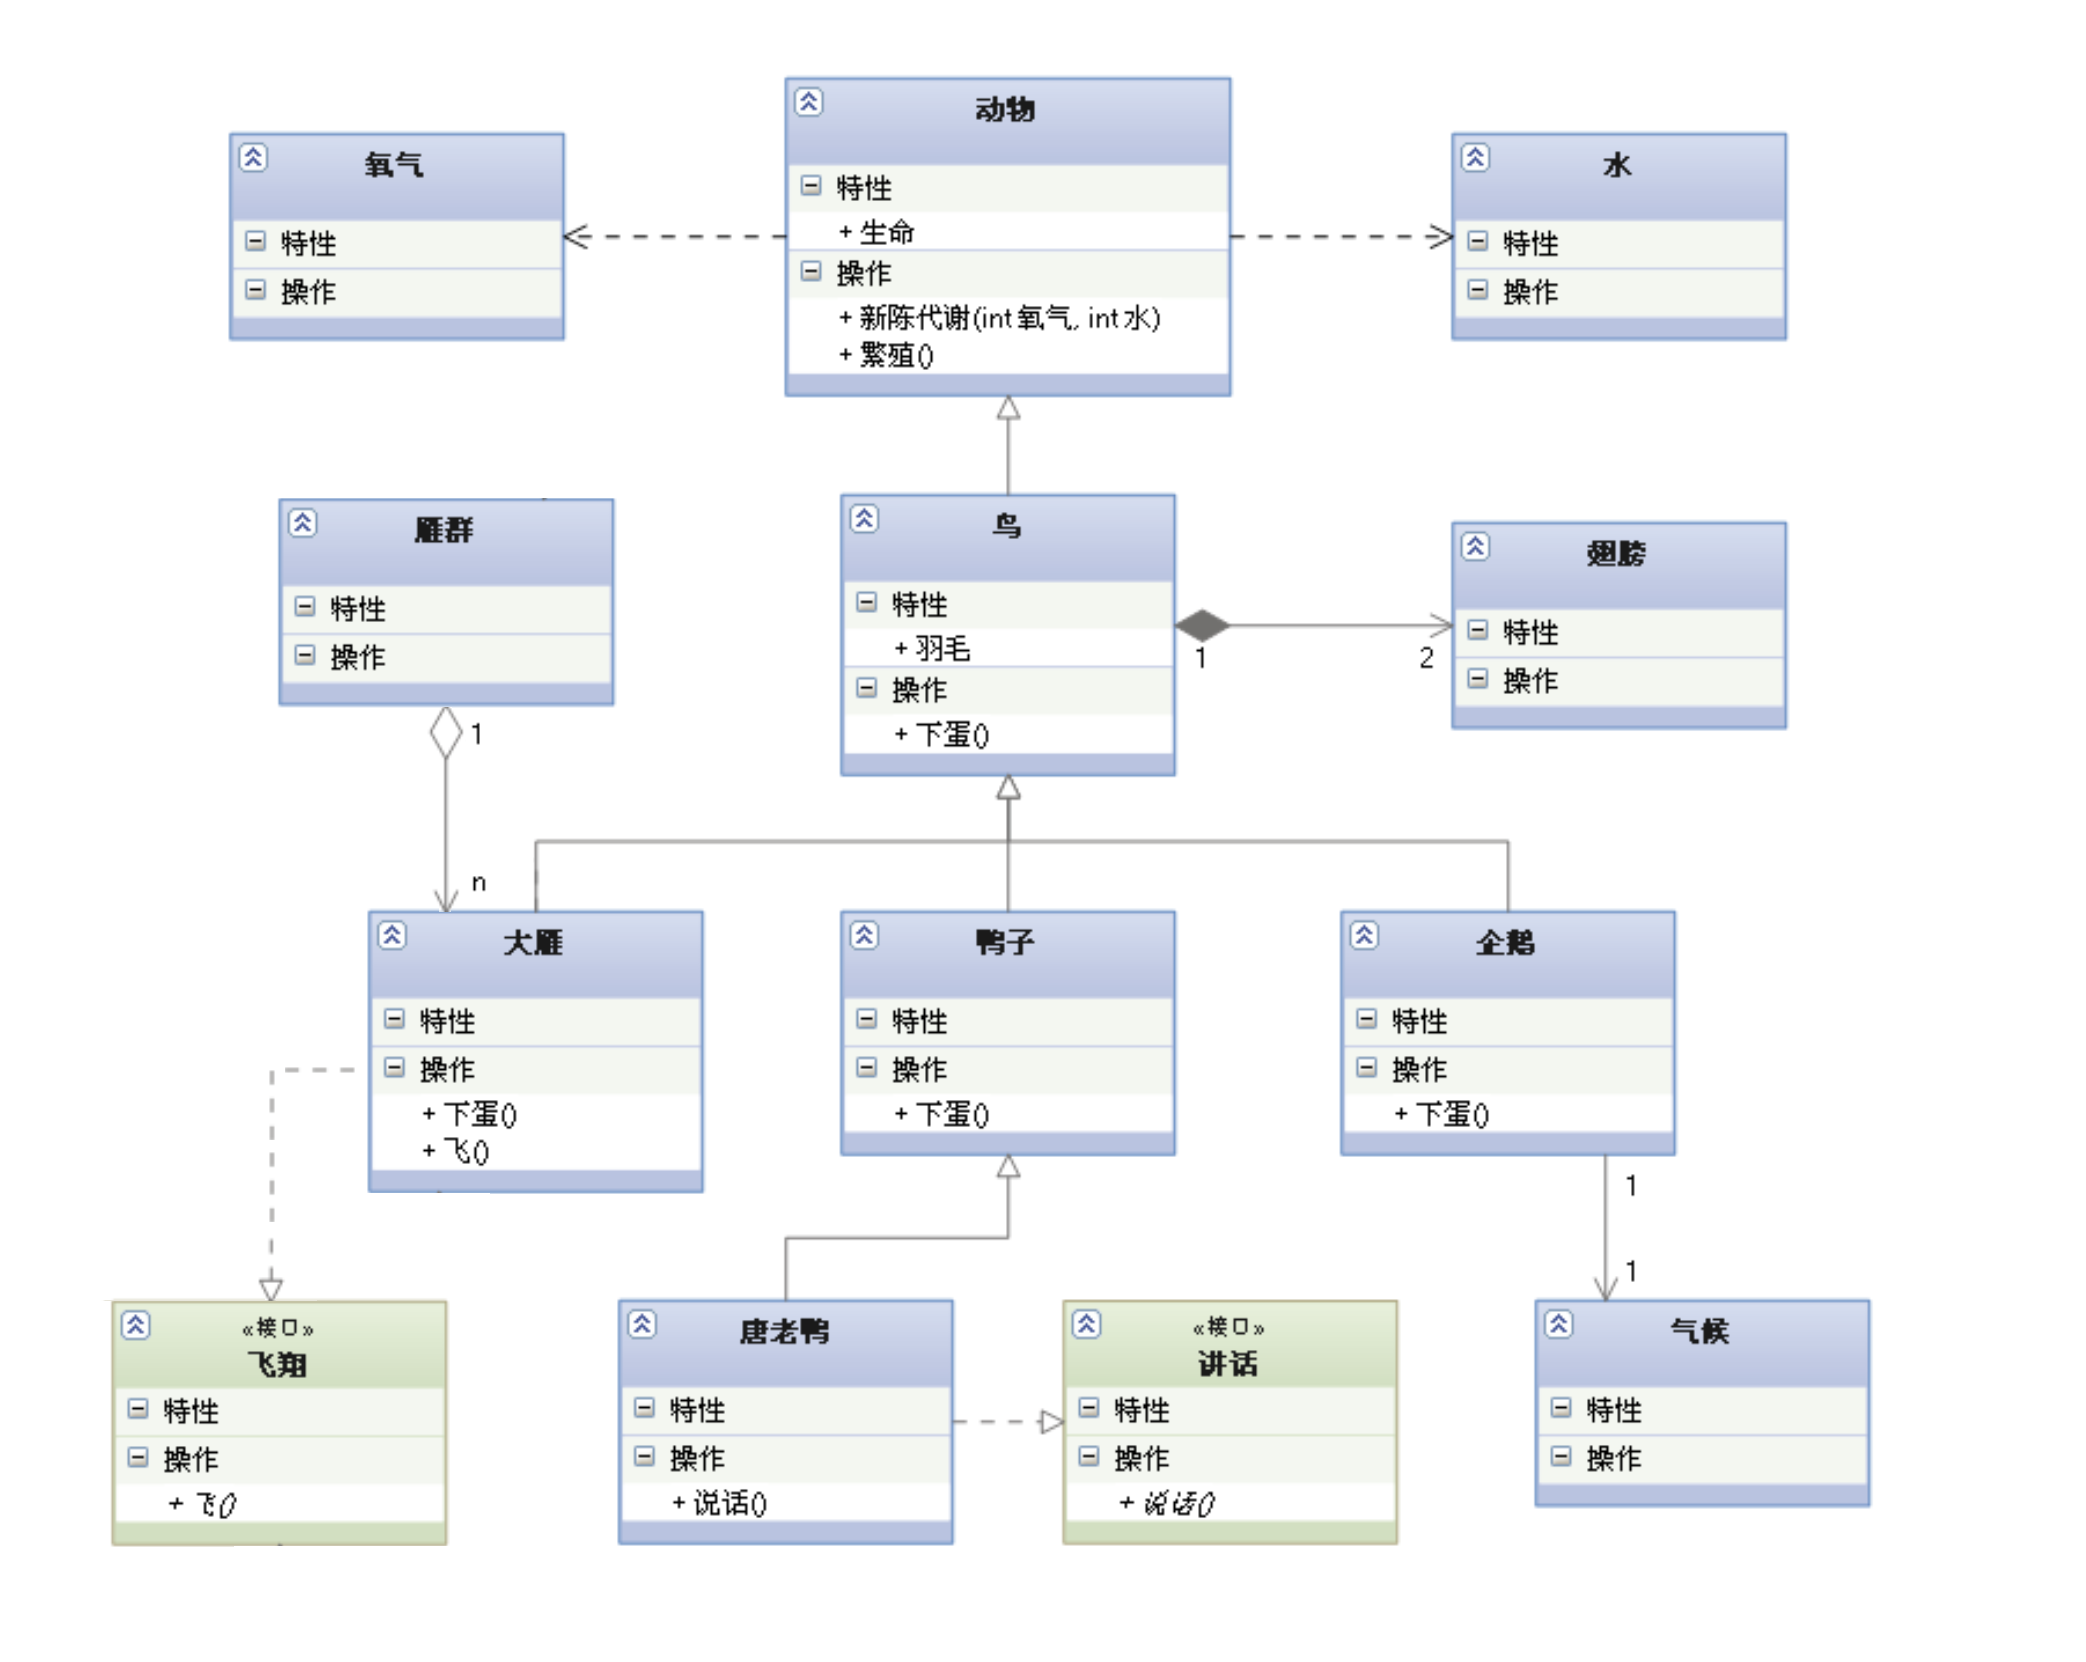 动物
特性
+ 生命
操作
+ 新陈代谢(int 氧气, int 水)
+ 繁殖()
氧气
特性
操作
水
特性
操作
雁群
特性
操作
鸟
特性
+ 羽毛
操作
+ 下蛋()
翅膀
特性
操作
1
2
1
n
大雁
特性
操作
+ 下蛋()
+ 飞()
鸭子
特性
操作
+ 下蛋()
企鹅
特性
操作
+ 下蛋()
1
1
«接口»
飞翔
特性
操作
+ 飞()
唐老鸭
特性
操作
+ 说话()
«接口»
讲话
特性
操作
+ 说话()
气候
特性
操作